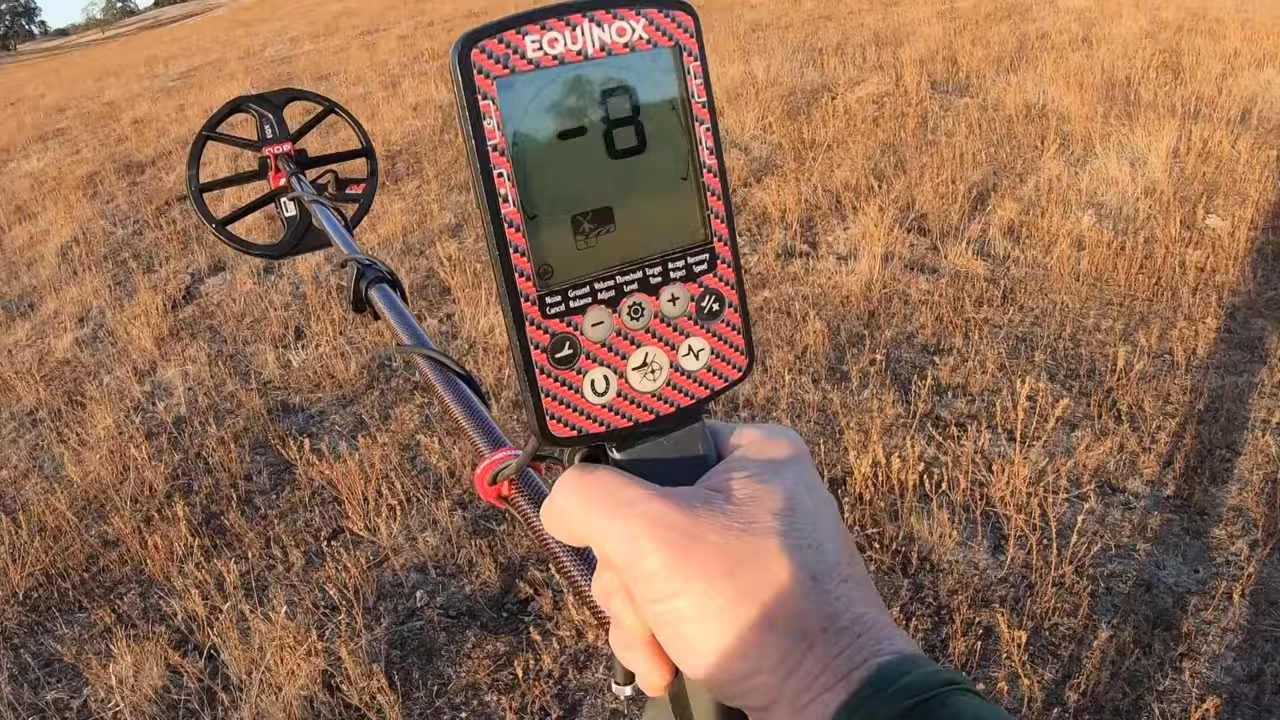 EQUINOX
-8
Noise Cancel
Ground Balance
Volume Adjust
Threshold Level
Target Tone
Accept Reject
Recovery Speed